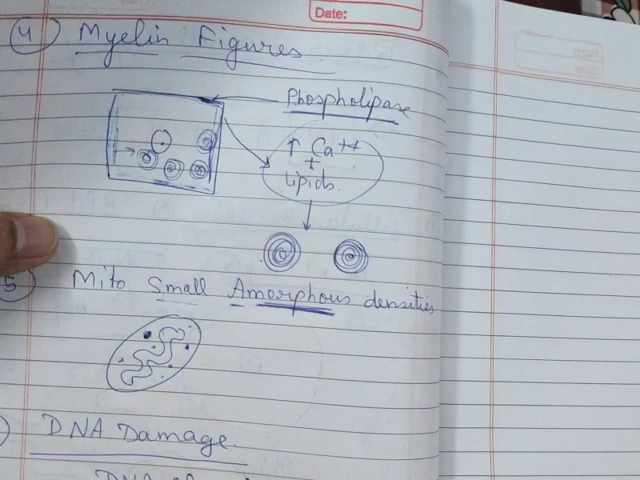 Date:
4 Myelin Figures
Phospholipase
↑ Ca++
+
Lipids
5 Mito Small Amorphous densities
DNA Damage